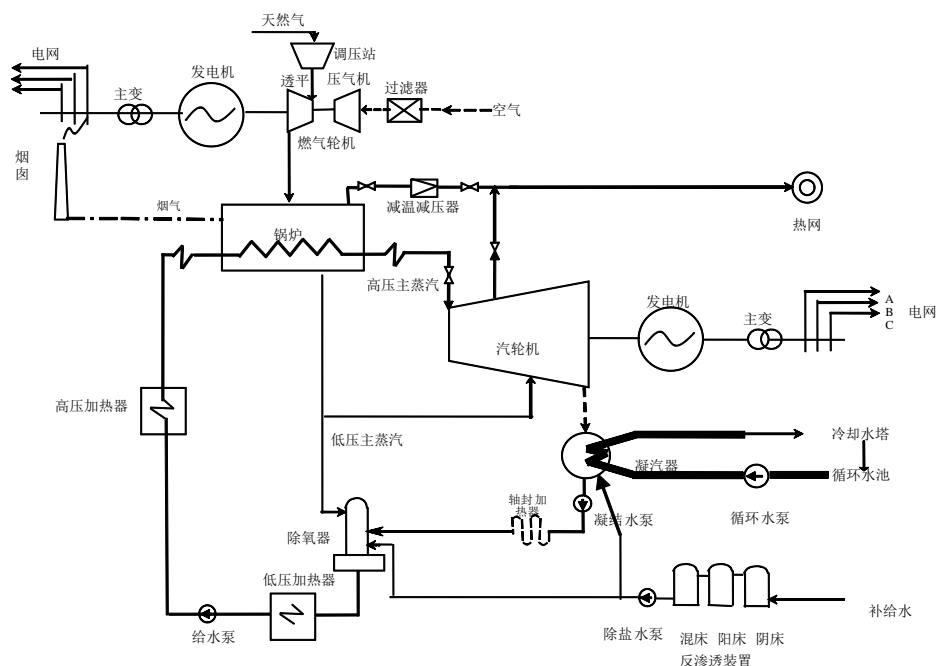 天然气
电网
调压站
发电机
透平
压气机
过滤器
主变
空气
燃气轮机
烟囱
烟气
减温减压器
锅炉
热网
高压主蒸汽
发电机
主变
A
B
C
电网
汽轮机
高压加热器
低压主蒸汽
冷却水塔
凝汽器
循环水池
轴封加热器
凝结水泵
循环水泵
除氧器
低压加热器
补给水
给水泵
除盐水泵
混床 阳床 阴床
反渗透装置